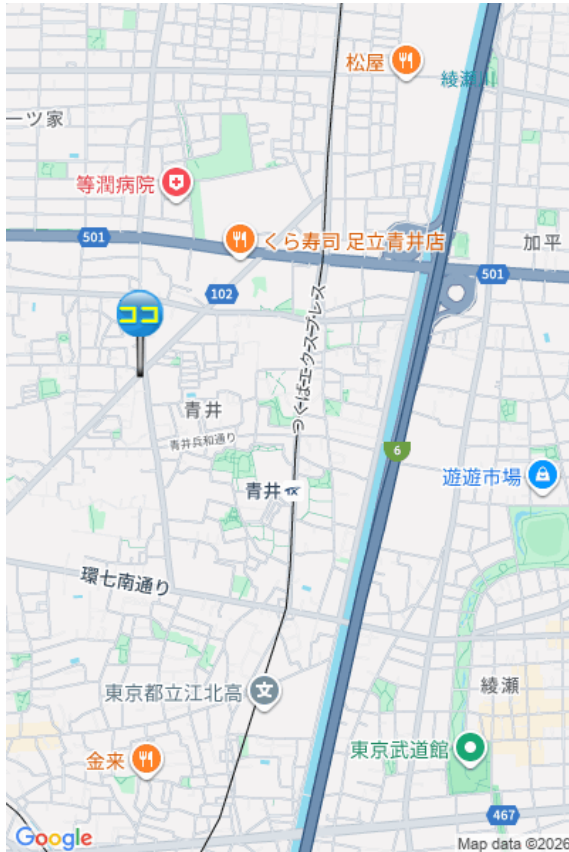 松屋
綾瀬川
一ツ家
等潤病院
501
くら寿司 足立青井店
加平
501
102
ココ
つくばエクスプレス
青井
青井兵和通り
6
遊遊市場
青井
環七南通り
東京都立江北高
綾瀬
東京武道館
金来
467
Google
Map data ©2026